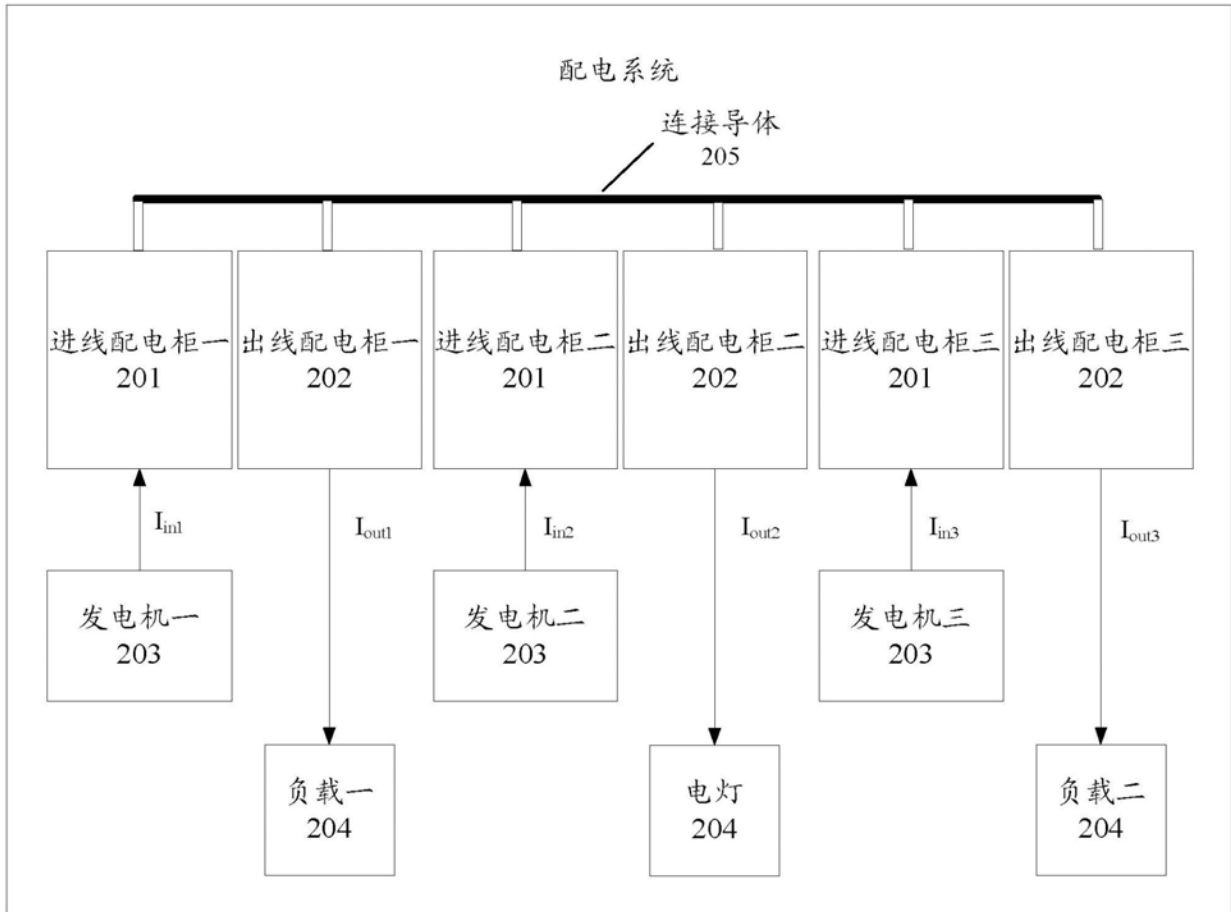 配电系统
连接导体
205
进线配电柜一
201
出线配电柜一
202
进线配电柜二
201
出线配电柜二
202
进线配电柜三
201
出线配电柜三
202
Iin1
Iout1
Iin2
Iout2
Iin3
Iout3
发电机一
203
发电机二
203
发电机三
203
负载一
204
电灯
204
负载二
204